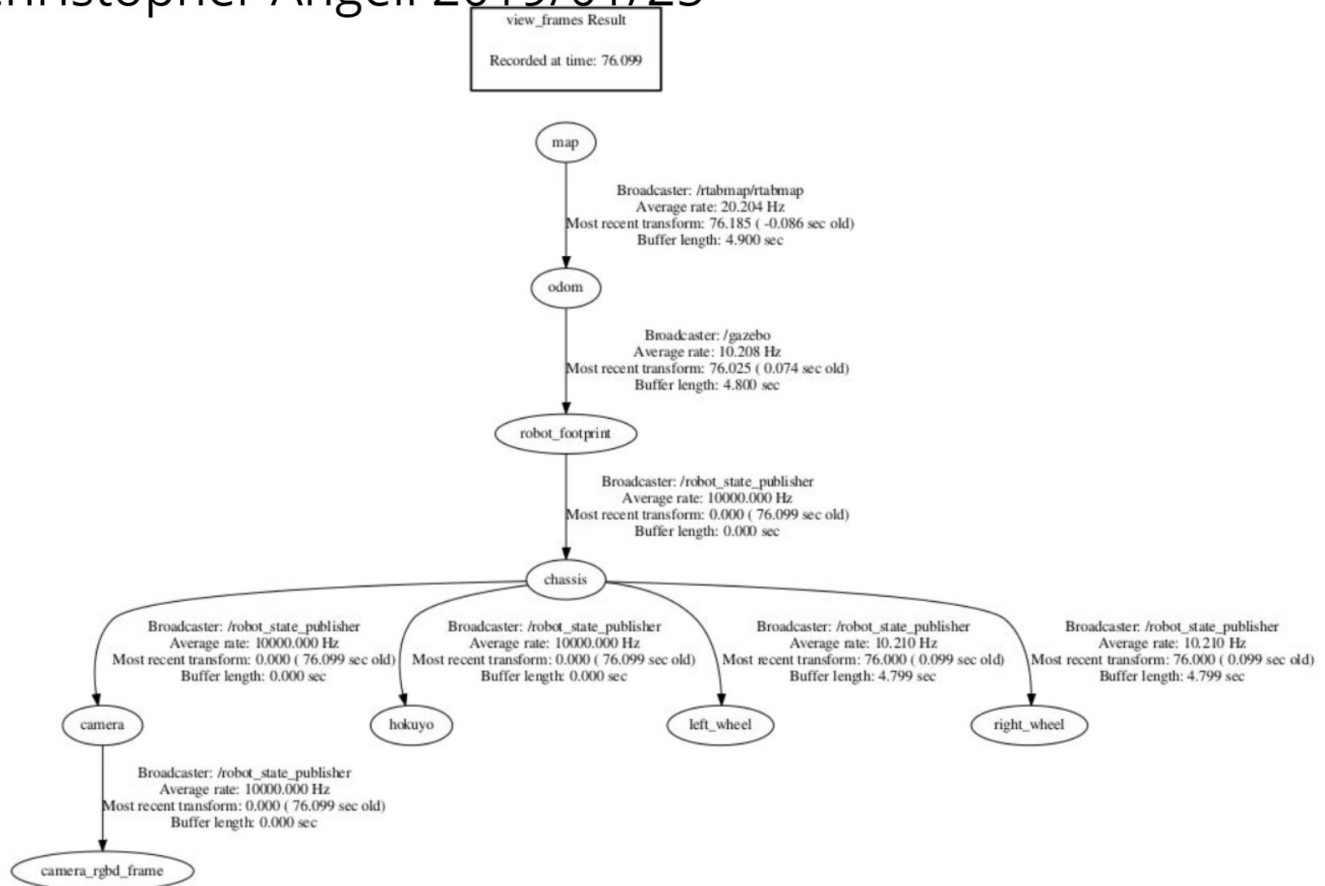 Christopher Angell 2019/01/23
view_frames Result
Recorded at time: 76.099
map
Broadcaster: /rtabmap/rtabmap
Average rate: 20.204 Hz
Most recent transform: 76.185 ( -0.086 sec old)
Buffer length: 4.900 sec
odom
Broadcaster: /gazebo
Average rate: 10.208 Hz
Most recent transform: 76.025 ( 0.074 sec old)
Buffer length: 4.800 sec
robot_footprint
Broadcaster: /robot_state_publisher
Average rate: 10000.000 Hz
Most recent transform: 0.000 ( 76.099 sec old)
Buffer length: 0.000 sec
chassis
Broadcaster: /robot_state_publisher
Average rate: 10000.000 Hz
Most recent transform: 0.000 ( 76.099 sec old)
Buffer length: 0.000 sec
Broadcaster: /robot_state_publisher
Average rate: 10000.000 Hz
Most recent transform: 0.000 ( 76.099 sec old)
Buffer length: 0.000 sec
Broadcaster: /robot_state_publisher
Average rate: 10.210 Hz
Most recent transform: 76.000 ( 0.099 sec old)
Buffer length: 4.799 sec
Broadcaster: /robot_state_publisher
Average rate: 10.210 Hz
Most recent transform: 76.000 ( 0.099 sec old)
Buffer length: 4.799 sec
camera
hokuyo
left_wheel
right_wheel
Broadcaster: /robot_state_publisher
Average rate: 10000.000 Hz
Most recent transform: 0.000 ( 76.099 sec old)
Buffer length: 0.000 sec
camera_rgbd_frame